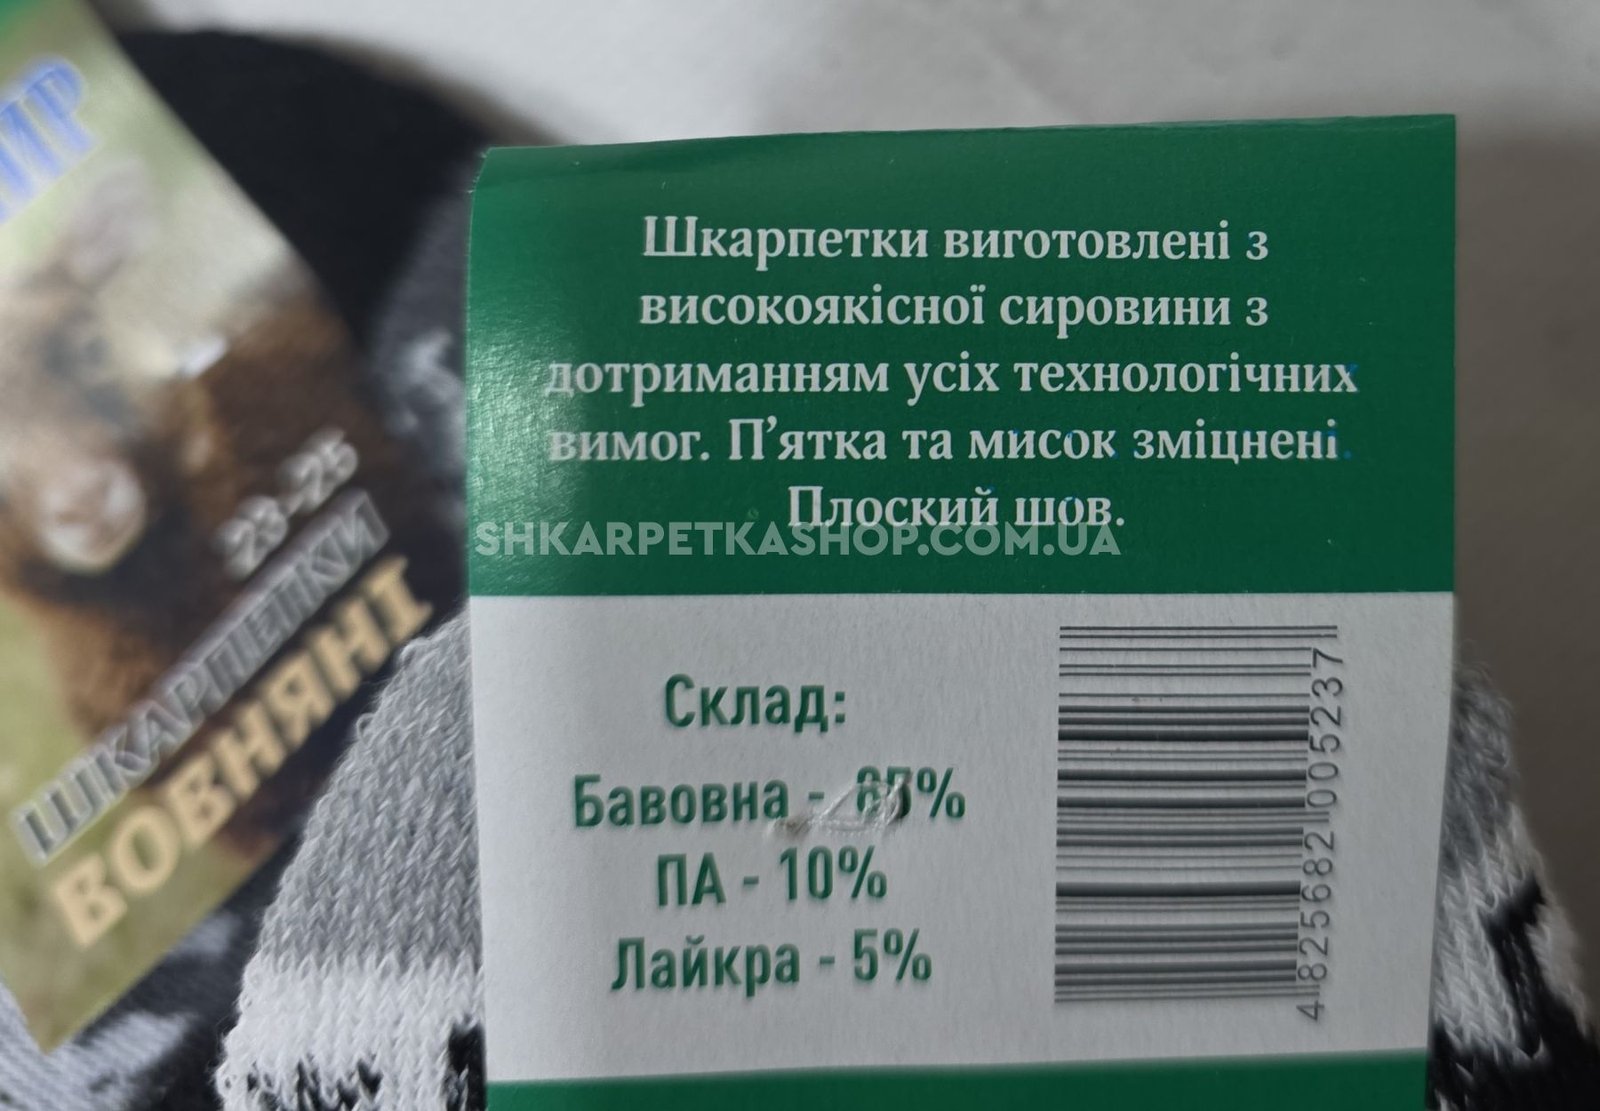 23-25
ШКАРПЕТКИ
ВОВНЯНІ
Шкарпетки виготовлені з
високоякісної сировини з
дотриманням усіх технологічних
вимог. П’ятка та мисок зміцнені.
Плоский шов.
SHKARPETKASHOP.COM.UA
Склад:
Бавовна - 85%
ПА - 10%
Лайкра - 5%
4825682005237